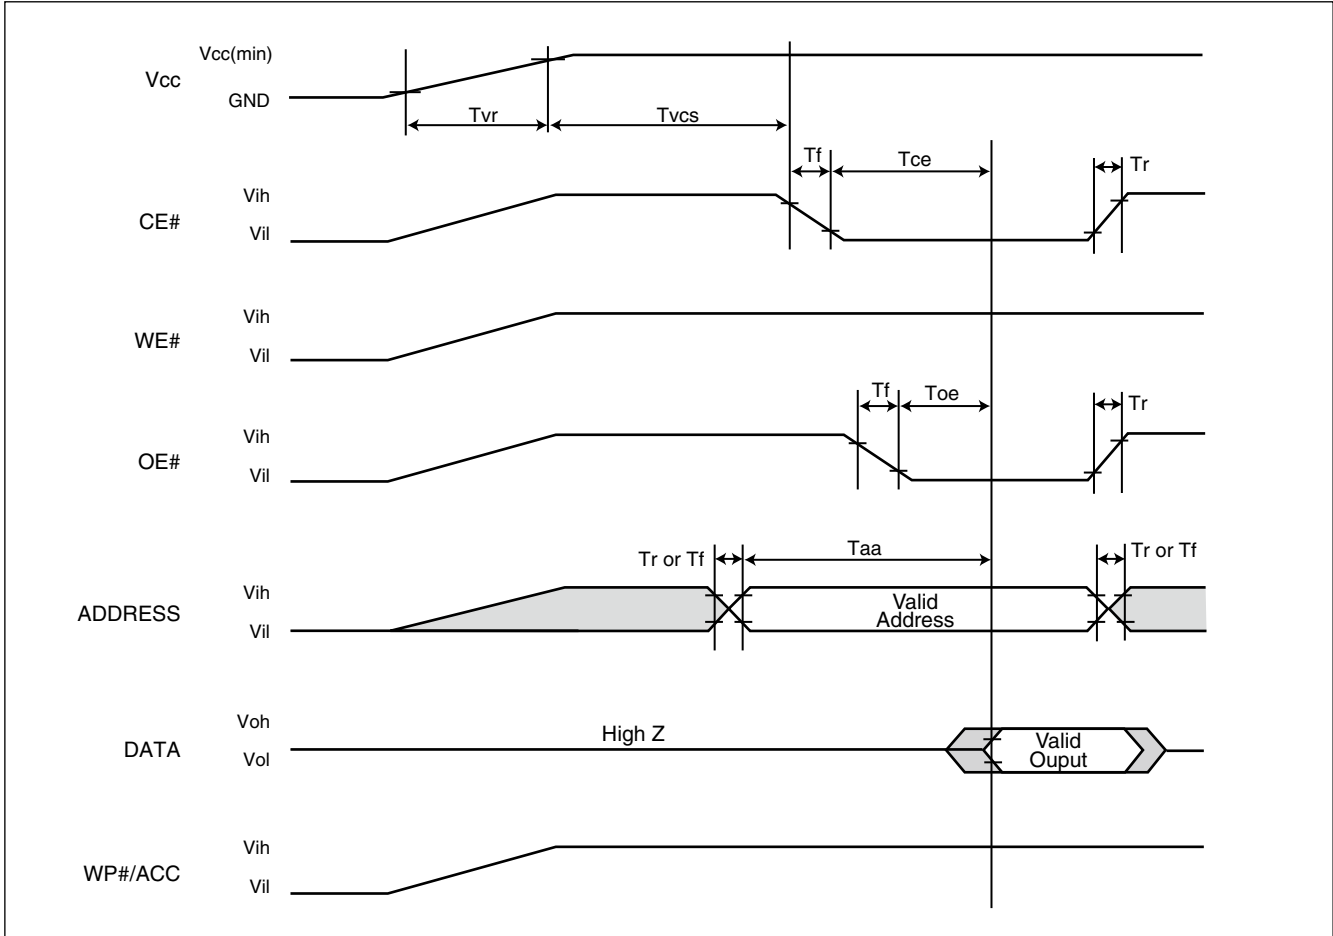 Vcc(min)
Vcc
GND
Tvr
Tvcs
Tf
Tce
Tr
Vih
CE#
Vil
Vih
WE#
Vil
Tf
Toe
Tr
Vih
OE#
Vil
Tr or Tf
Taa
Tr or Tf
Vih
ADDRESS
Valid
Address
Vil
Voh
DATA
High Z
Valid
Ouput
Vol
Vih
WP#/ACC
Vil